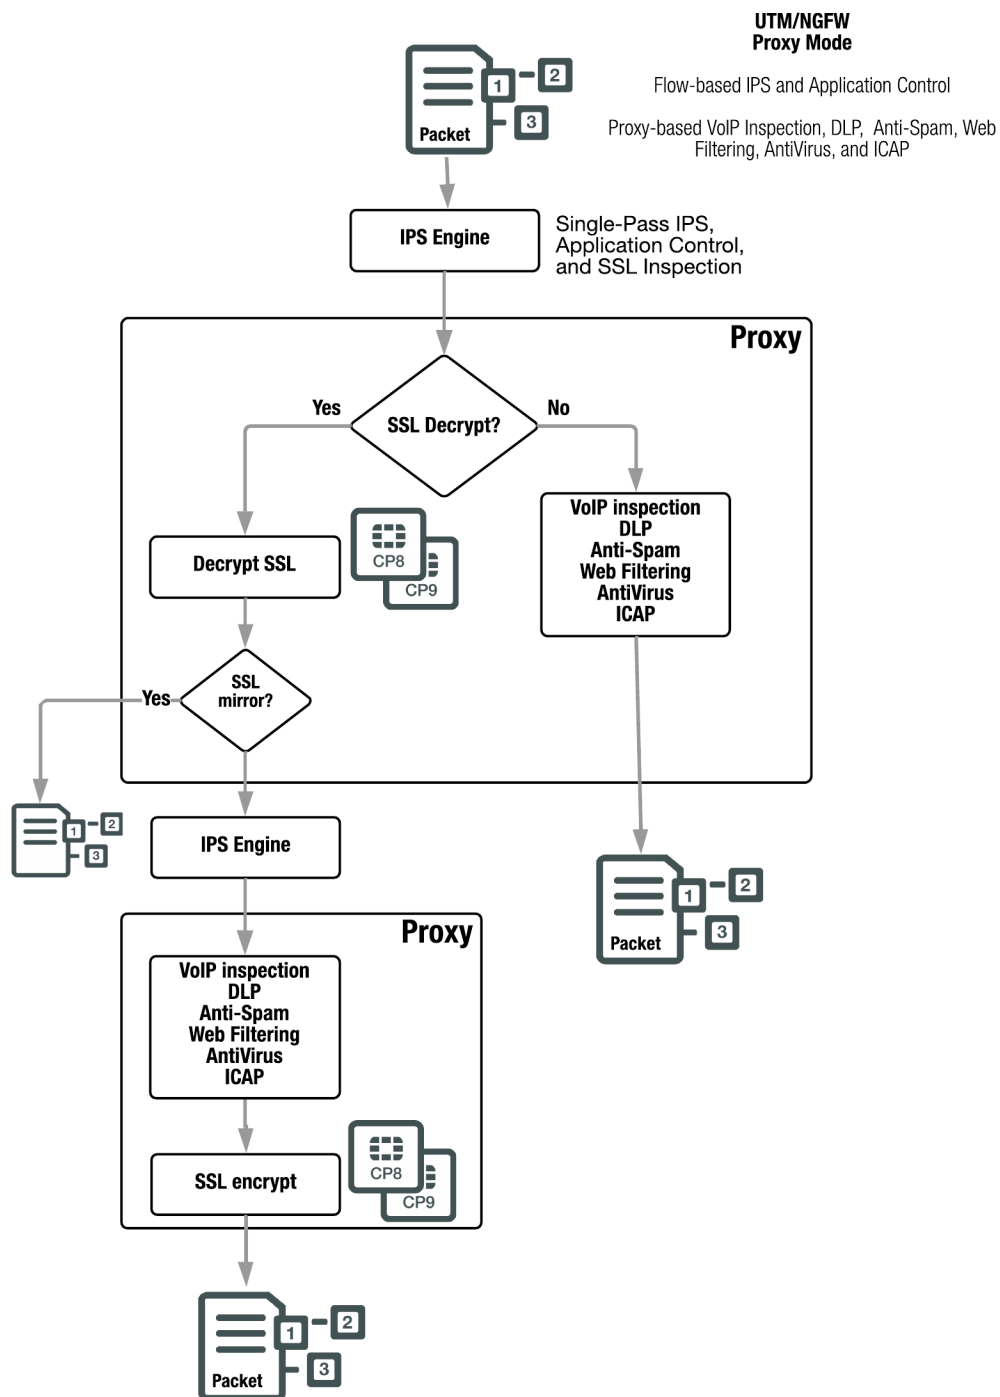 UTM/NGFW
Proxy Mode
Flow-based IPS and Application Control
Proxy-based VoIP Inspection, DLP, Anti-Spam, Web
Filtering, AntiVirus, and ICAP
1
2
3
Packet
IPS Engine
Single-Pass IPS,
Application Control,
and SSL Inspection
Proxy
SSL Decrypt?
Yes
No
Decrypt SSL
CP8
CP9
VoIP inspection
DLP
Anti-Spam
Web Filtering
AntiVirus
ICAP
SSL
mirror?
Yes
1
2
3
IPS Engine
1
2
3
Packet
Proxy
VoIP inspection
DLP
Anti-Spam
Web Filtering
AntiVirus
ICAP
SSL encrypt
CP8
CP9
1
2
3
Packet